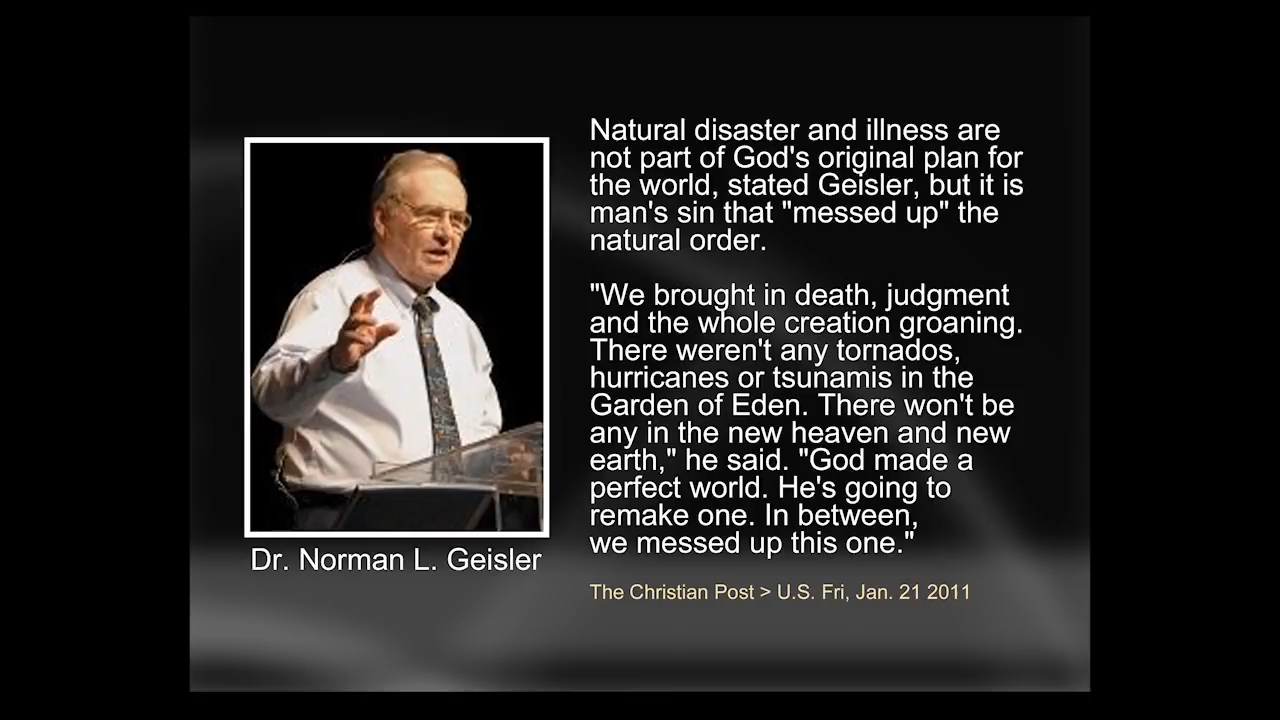 Natural disaster and illness are
not part of God's original plan for
the world, stated Geisler, but it is
man's sin that "messed up" the
natural order.
"We brought in death, judgment
and the whole creation groaning.
There weren't any tornados,
hurricanes or tsunamis in the
Garden of Eden. There won't be
any in the new heaven and new
earth," he said. "God made a
perfect world. He's going to
remake one. In between,
we messed up this one."
Dr. Norman L. Geisler
The Christian Post > U.S. Fri, Jan. 21 2011